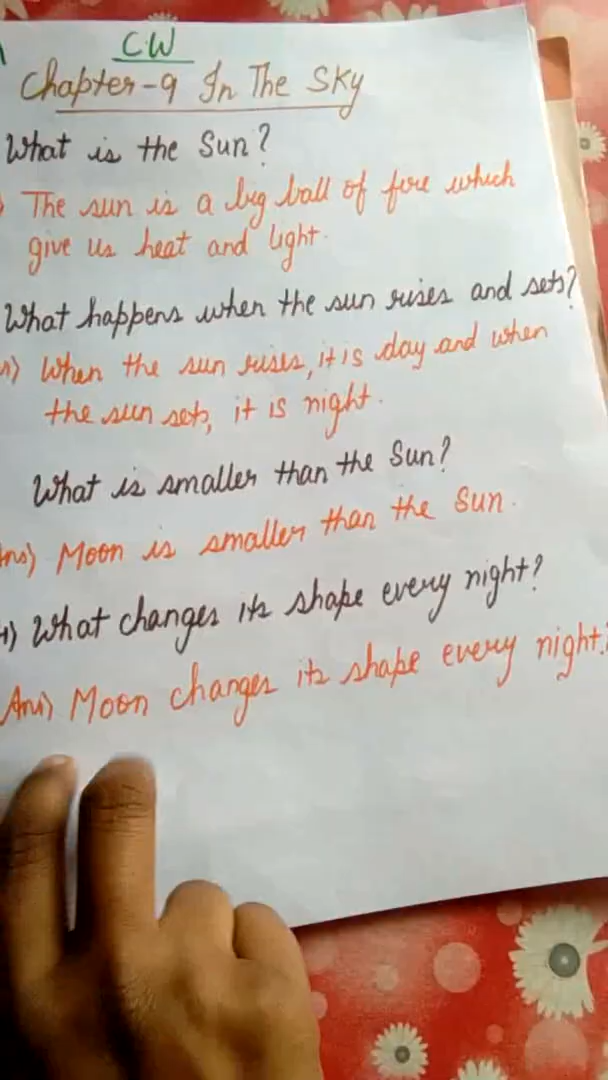 CW
Chapter-9 In The Sky
What is the Sun?
The sun is a big ball of fire which
give us heat and light.
What happens when the sun rises and sets?
When the sun rises, it is day and when
the sun sets, it is night.
What is smaller than the Sun?
Ans) Moon is smaller than the Sun.
What changes its shape every night?
Ans) Moon changes its shape every night.